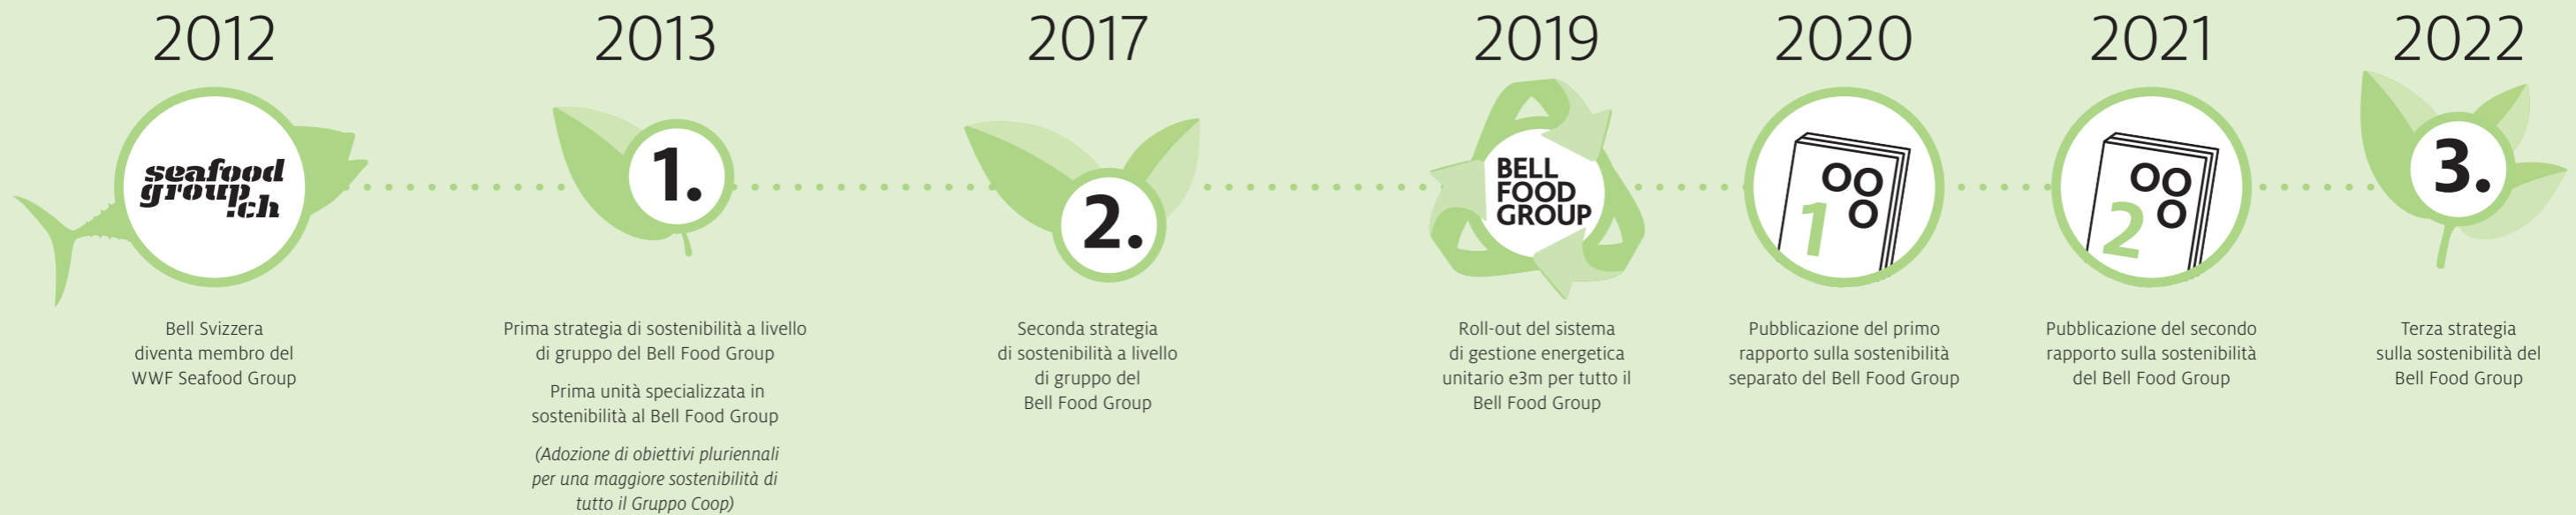 2012
seafood
group
.ch
Bell Svizzera
diventa membro del
WWF Seafood Group
2013
1.
Prima strategia di sostenibilità a livello
di gruppo del Bell Food Group
Prima unità specializzata in
sostenibilità al Bell Food Group
(Adozione di obiettivi pluriennali
per una maggiore sostenibilità di
tutto il Gruppo Coop)
2017
2.
Seconda strategia
di sostenibilità a livello
di gruppo del
Bell Food Group
2019
BELL
FOOD
GROUP
Roll-out del sistema
di gestione energetica
unitario e3m per tutto il
Bell Food Group
2020
1
Pubblicazione del primo
rapporto sulla sostenibilità
separato del Bell Food Group
2021
2
Pubblicazione del secondo
rapporto sulla sostenibilità
del Bell Food Group
2022
3.
Terza strategia
sulla sostenibilità del
Bell Food Group